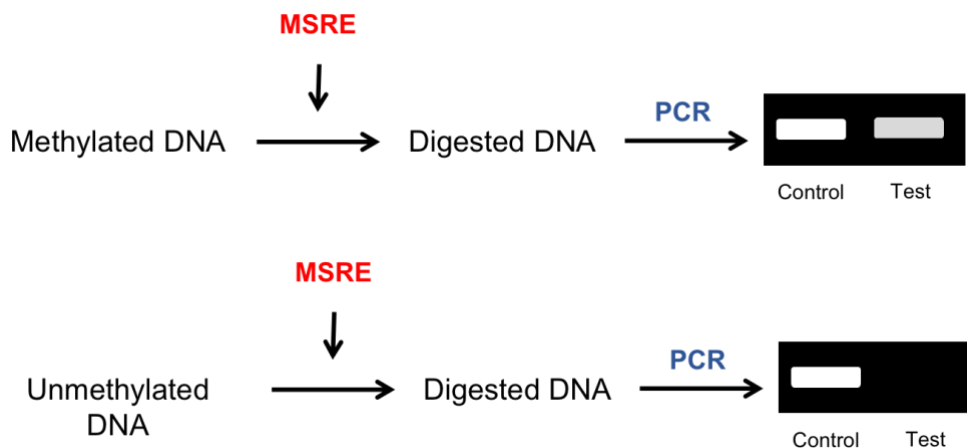 MSRE
Methylated DNA
Digested DNA
PCR
Control
Test
MSRE
Unmethylated
DNA
Digested DNA
PCR
Control
Test